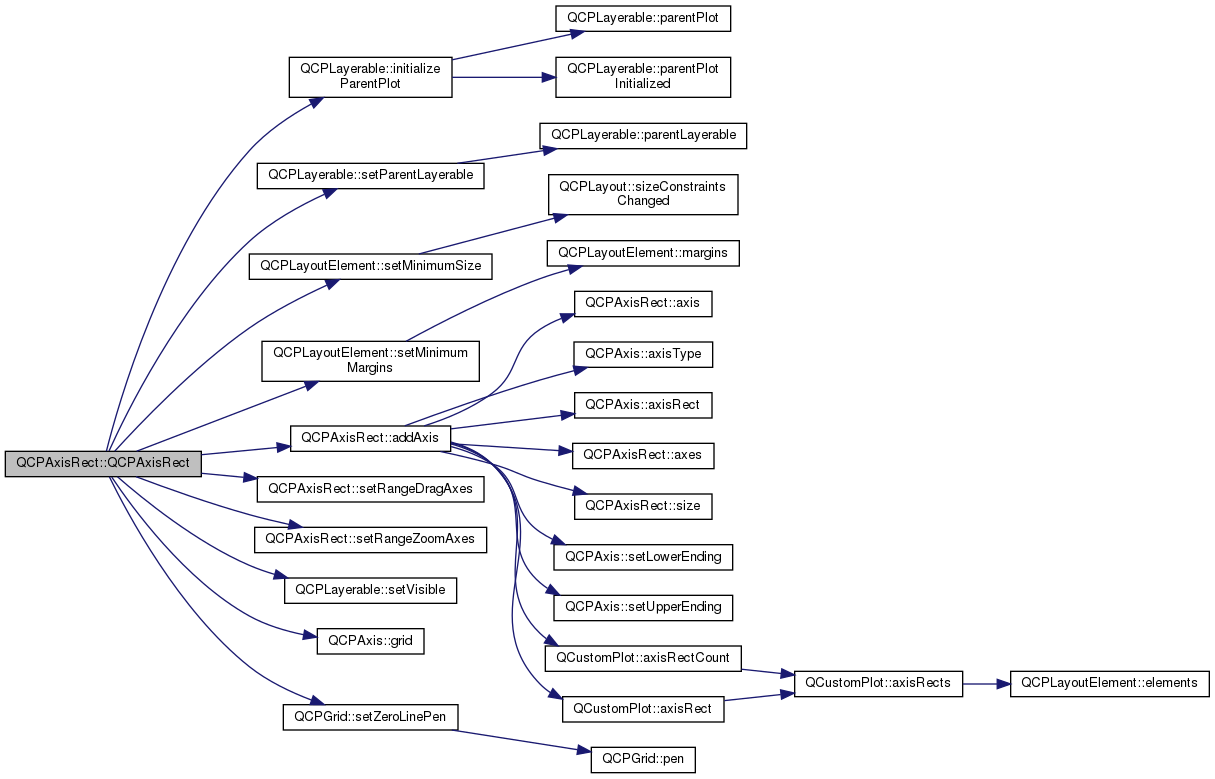 QCPLayerable::parentPlot
QCPLayerable::initialize
ParentPlot
QCPLayerable::parentPlot
Initialized
QCPLayerable::parentLayerable
QCPLayerable::setParentLayerable
QCPLayout::sizeConstraints
Changed
QCPLayoutElement::margins
QCPLayoutElement::setMinimumSize
QCPAxisRect::axis
QCPLayoutElement::setMinimum
Margins
QCPAxis::axisType
QCPAxis::axisRect
QCPAxisRect::addAxis
QCPAxisRect::axes
QCPAxisRect::QCPAxisRect
QCPAxisRect::setRangeDragAxes
QCPAxisRect::size
QCPAxisRect::setRangeZoomAxes
QCPAxis::setLowerEnding
QCPLayerable::setVisible
QCPAxis::setUpperEnding
QCPAxis::grid
QCustomPlot::axisRectCount
QCustomPlot::axisRects
QCPLayoutElement::elements
QCPGrid::setZeroLinePen
QCustomPlot::axisRect
QCPGrid::pen